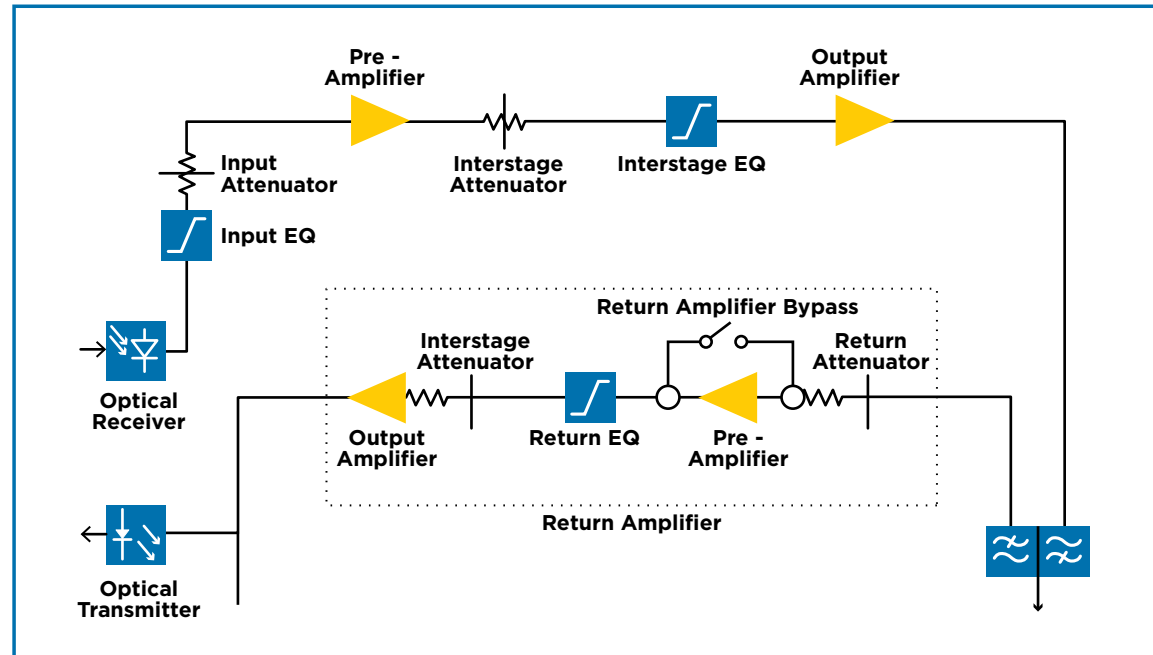 Pre -
Amplifier
Output
Amplifier
Input
Attenuator
Interstage
Attenuator
Interstage EQ
Input EQ
Return Amplifier Bypass
Interstage
Attenuator
Return
Attenuator
Optical
Receiver
Output
Amplifier
Return EQ
Pre -
Amplifier
Return Amplifier
Optical
Transmitter